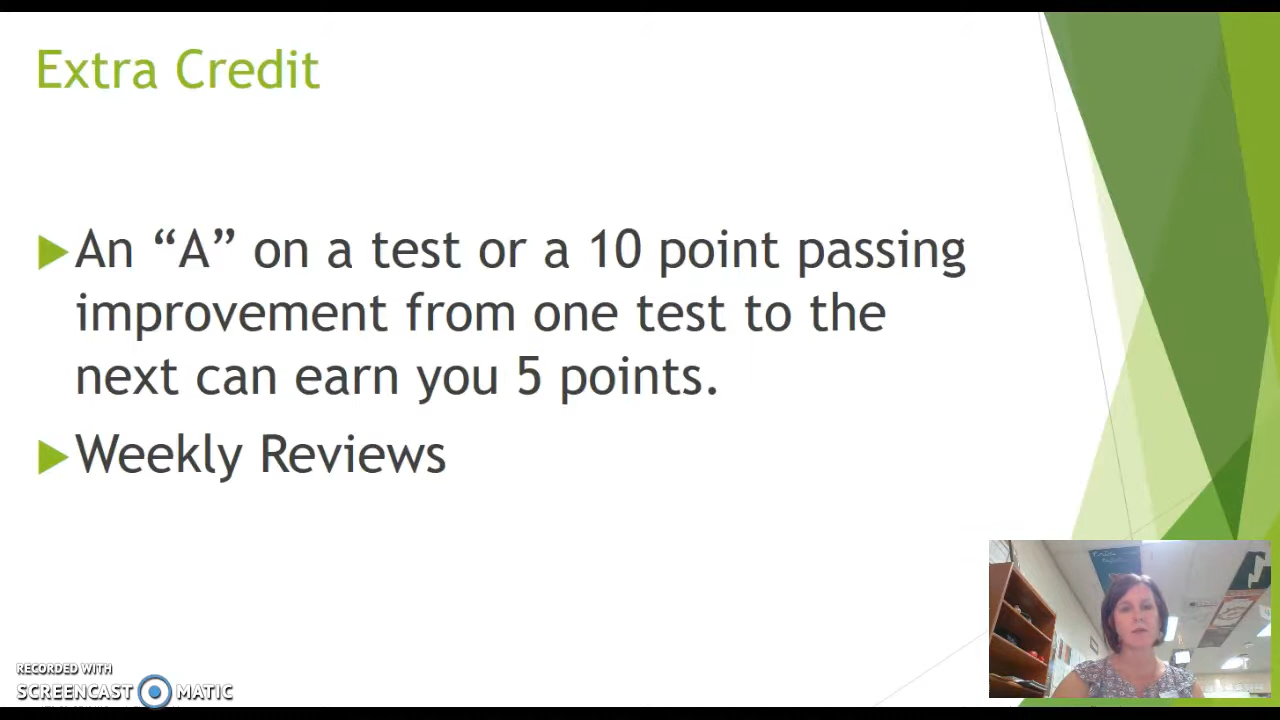 Extra Credit
An “A” on a test or a 10 point passing
improvement from one test to the
next can earn you 5 points.
Weekly Reviews
RECORDED WITH
SCREENCAST MATIC